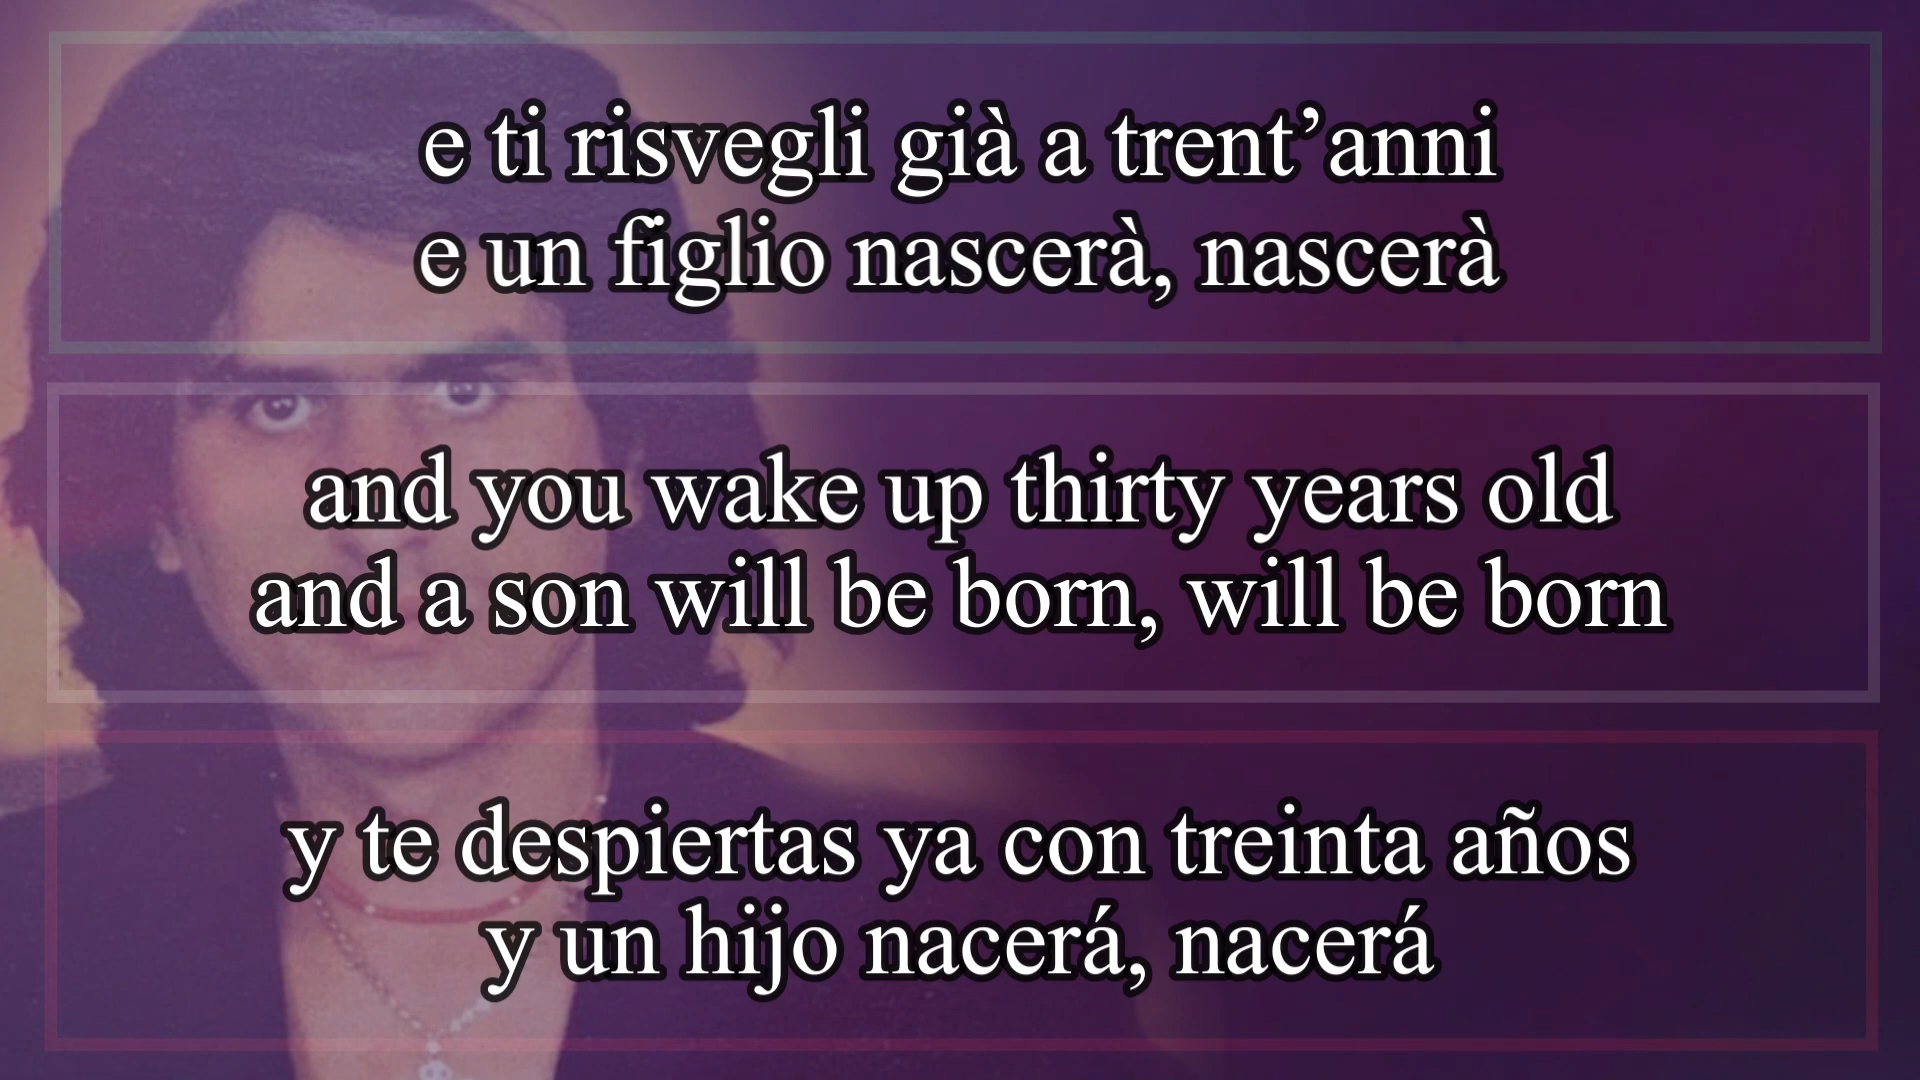 e ti risvegli già a trent’anni
e un figlio nascerà, nascerà
and you wake up thirty years old
and a son will be born, will be born
y te despiertas ya con treinta años
y un hijo nacerá, nacerá